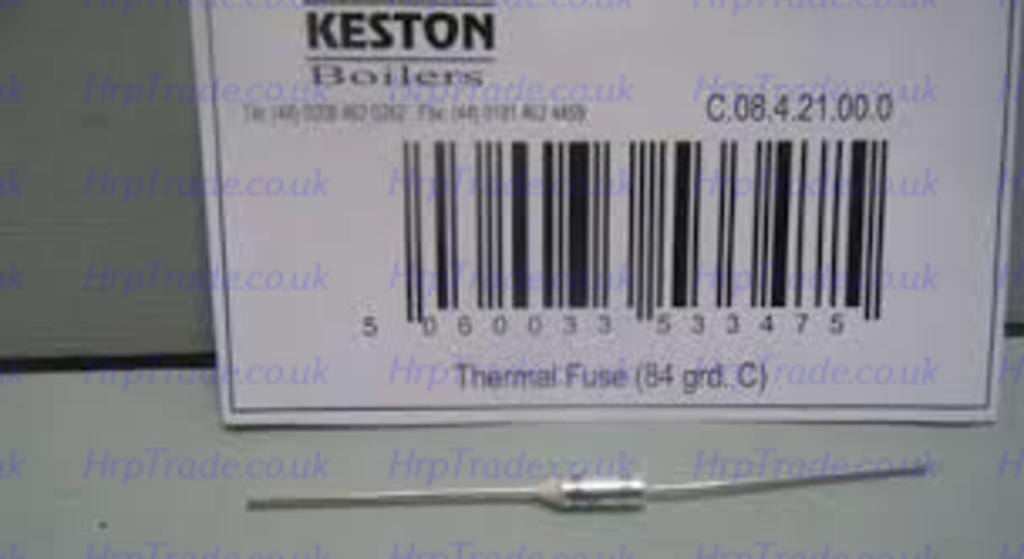 KESTON
Boilers
C.08.4.21.00.0
5 060033 533475
Thermal Fuse (84 grd. C)
HrpTrade.co.uk